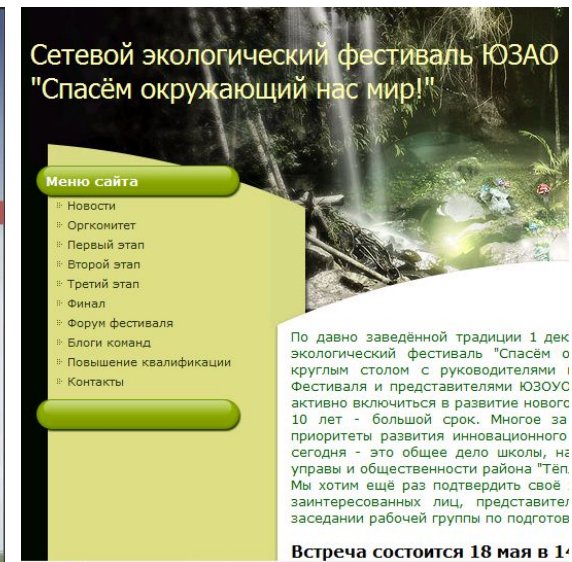 Сетевой экологический фестиваль ЮЗАО
"Спасём окружающий нас мир!"
Меню сайта
Новости
Оргкомитет
Первый этап
Второй этап
Третий этап
Финал
Форум фестиваля
Блоги команд
Повышение квалификации
Контакты
По давно заведённой традиции 1 дек
экологический фестиваль "Спасём о
круглым столом с руководителями
Фестиваля и представителями ЮЗОУО
активно включиться в развитие нового
10 лет - большой срок. Многое за
приоритеты развития инновационного
сегодня - это общее дело школы, на
управы и общественности района "Тёпл
Мы хотим ещё раз подтвердить своё
заинтересованных лиц, представител
заседании рабочей группы по подготов
Встреча состоится 18 мая в 14